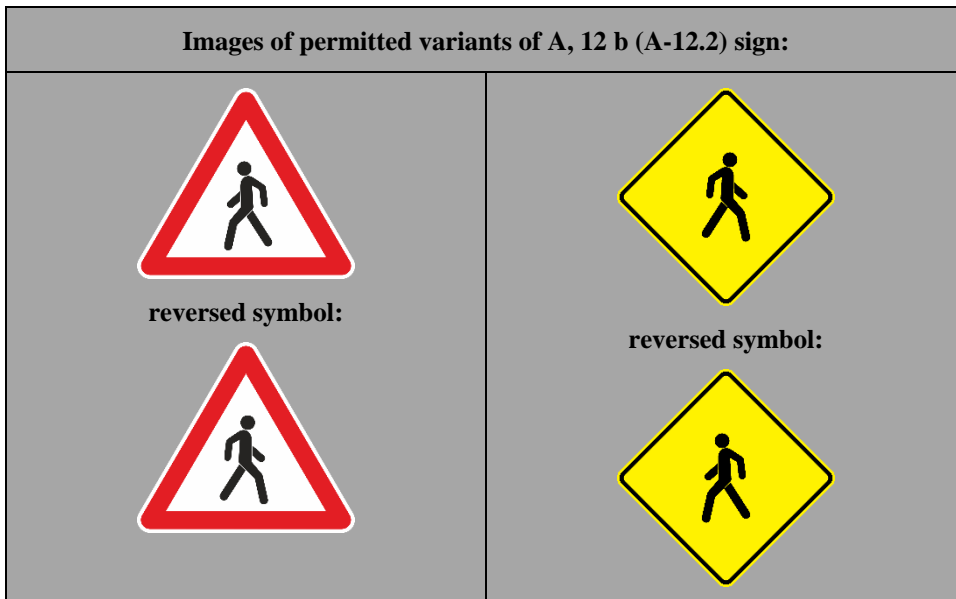 Images of permitted variants of A, 12 b (A-12.2) sign:
reversed symbol:
reversed symbol: